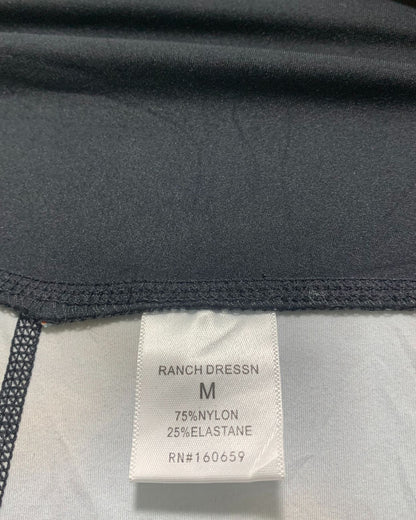 RANCH DRESSN
M
75%NYLON
25%ELASTANE
RN#160659